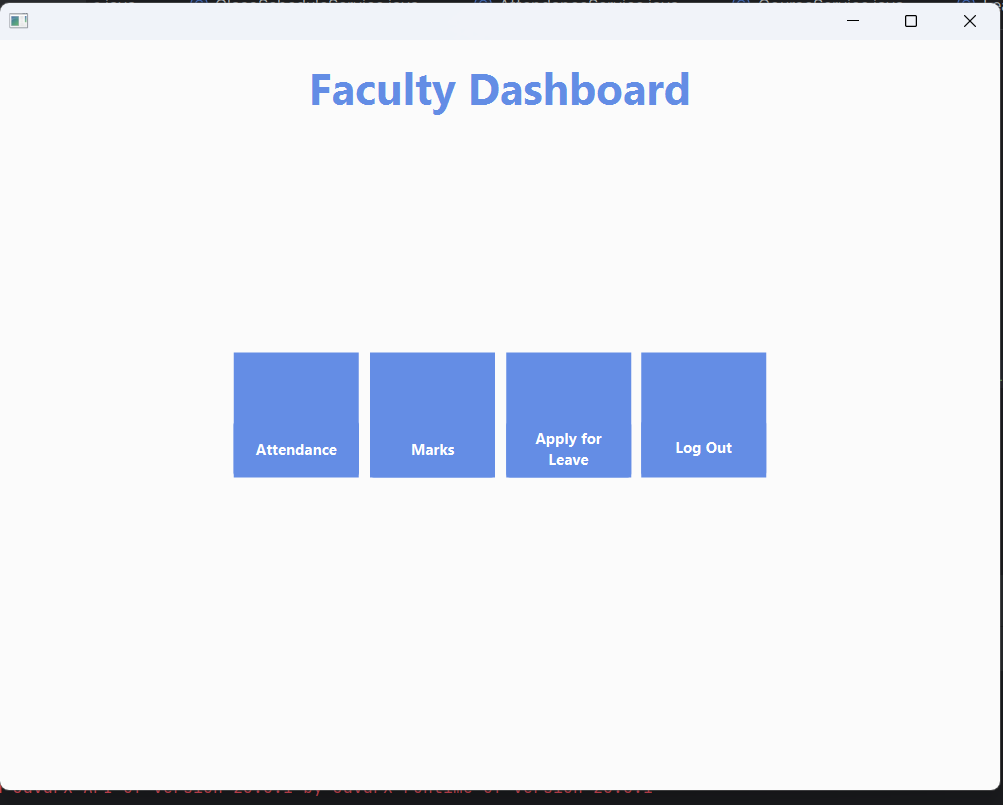 Faculty Dashboard
Attendance
Marks
Apply for
Leave
Log Out